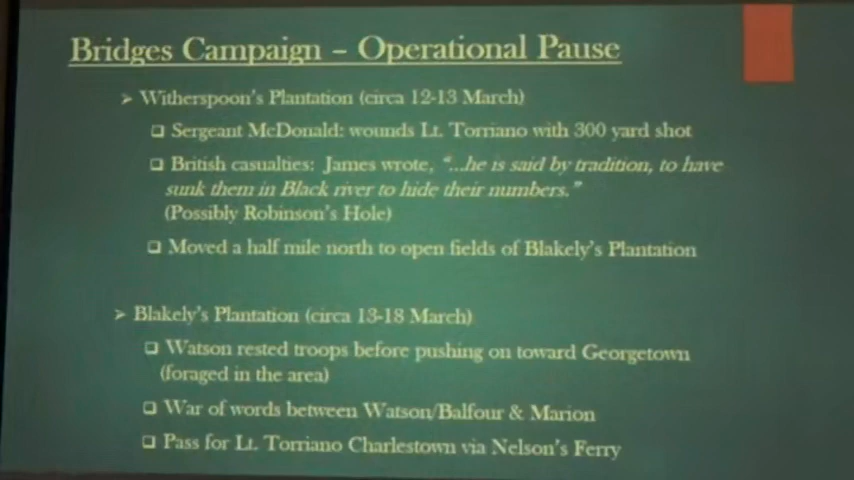 Bridges Campaign – Operational Pause
➢ Witherspoon's Plantation (circa 12-13 March)
❑ Sergeant McDonald: wounds Lt. Torriano with 300 yard shot
❑ British casualties: James wrote, "...he is said by tradition, to have
sunk them in Black river to hide their numbers."
(Possibly Robinson's Hole)
❑ Moved a half mile north to open fields of Blakely's Plantation
➢ Blakely's Plantation (circa 13-18 March)
❑ Watson rested troops before pushing on toward Georgetown
(foraged in the area)
❑ War of words between Watson/Balfour & Marion
❑ Pass for Lt. Torriano Charlestown via Nelson's Ferry